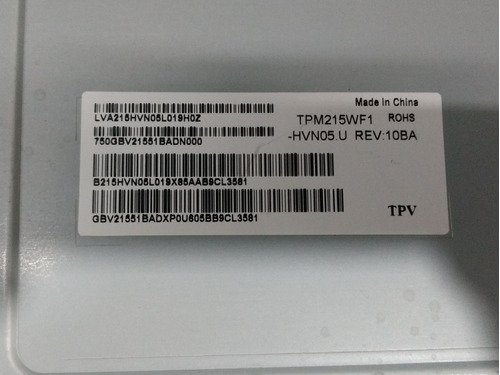 Made in China
LVA215HVN05L019H0Z
TPM215WF1 ROHS
750GBV21551BADN000
-HVN05.U REV:10BA
B215HVN05L019X65AAB9CL3561
GBV21551BADXP0U605BB9CL3561
TPV